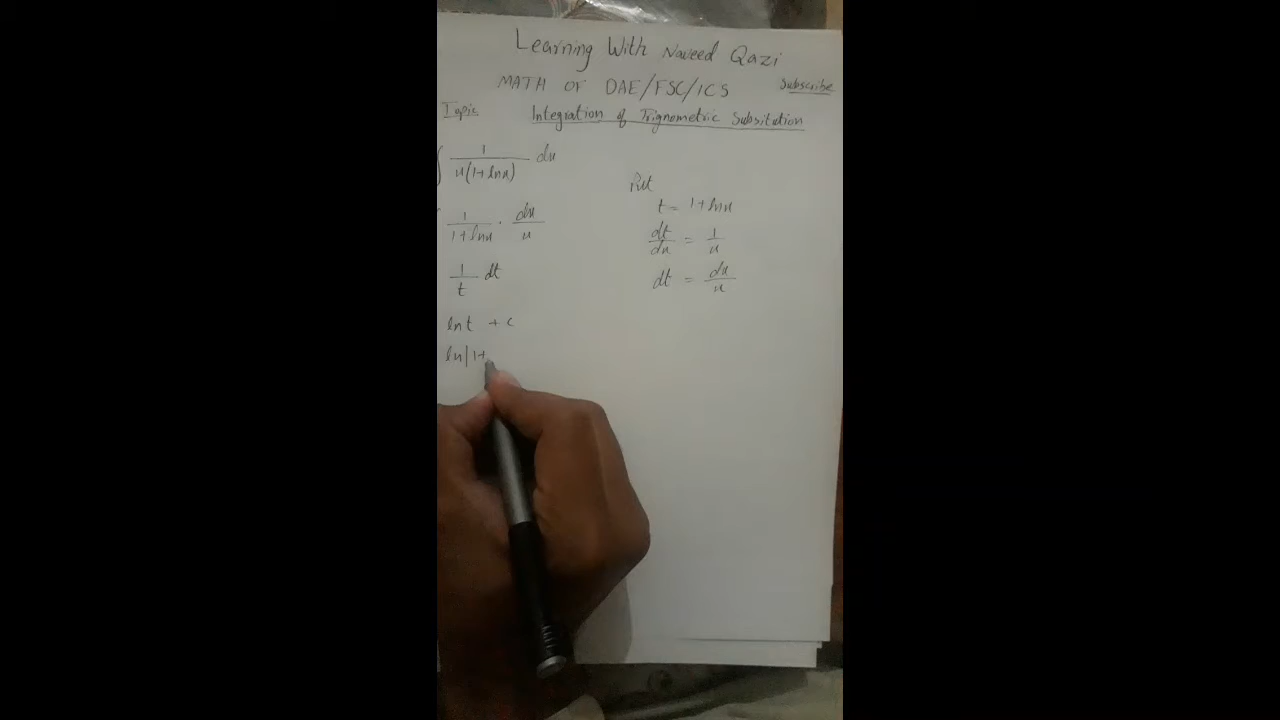 Learning With Naveed Qazi
MATH OF DAE/FSC/ICS
Subscribe
Topic
Integration of Trignometric Subsitution
∫ 1/x(1+lnx) dx
1/1+lnx . dx/x
1/t dt
ln t + c
ln|1+
Put
t = 1+lnx
dt/dx = 1/x
dt = dx/x